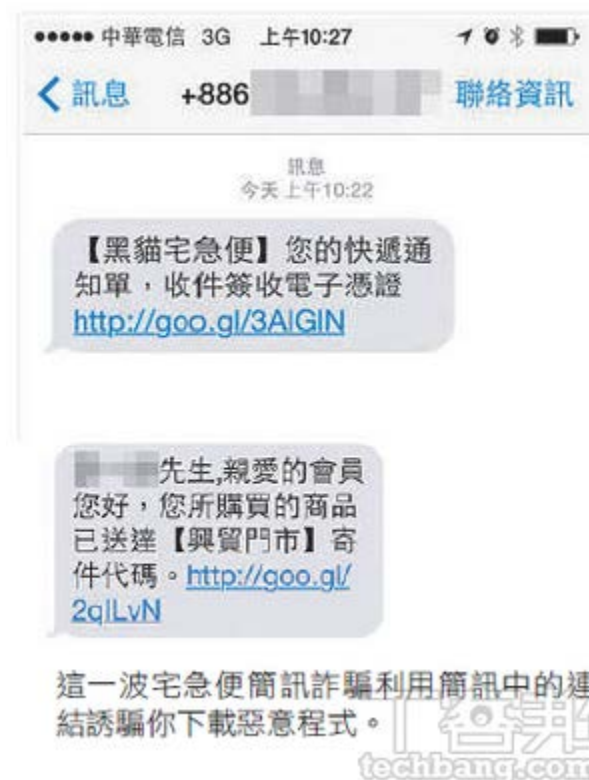 中華電信 3G 上午10:27
訊息 +886 聯絡資訊
訊息
今天 上午10:22
【黑貓宅急便】您的快遞通
知單，收件簽收電子憑證
http://goo.gl/3AIGlN
先生,親愛的會員
您好，您所購買的商品
已送達【興貿門市】寄
件代碼。http://goo.gl/
2qlLvN
這一波宅急便簡訊詐騙利用簡訊中的連
結誘騙你下載惡意程式。
T客邦
techbang.com